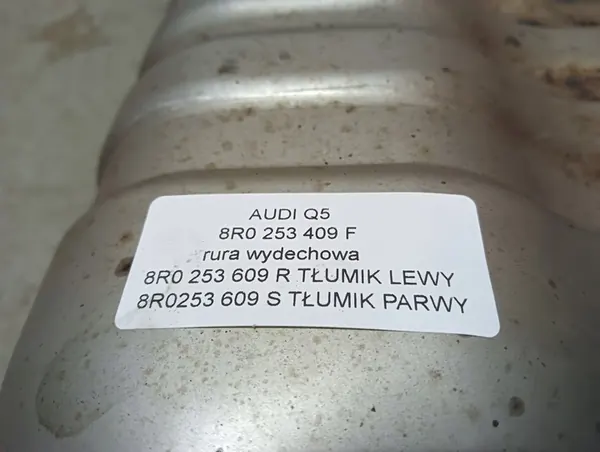 AUDI Q5
8R0 253 409 F
rura wydechowa
8R0 253 609 R TŁUMIK LEWY
8R0253 609 S TŁUMIK PARWY